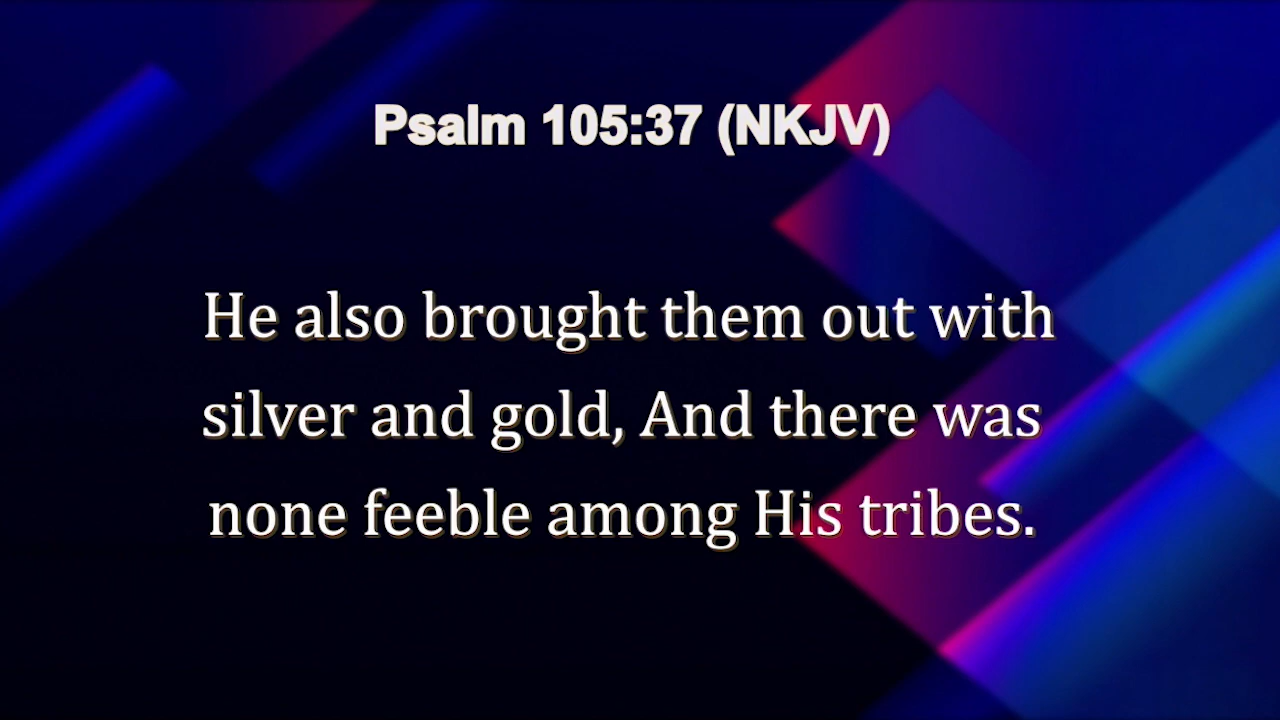 Psalm 105:37 (NKJV)
He also brought them out with
silver and gold, And there was
none feeble among His tribes.